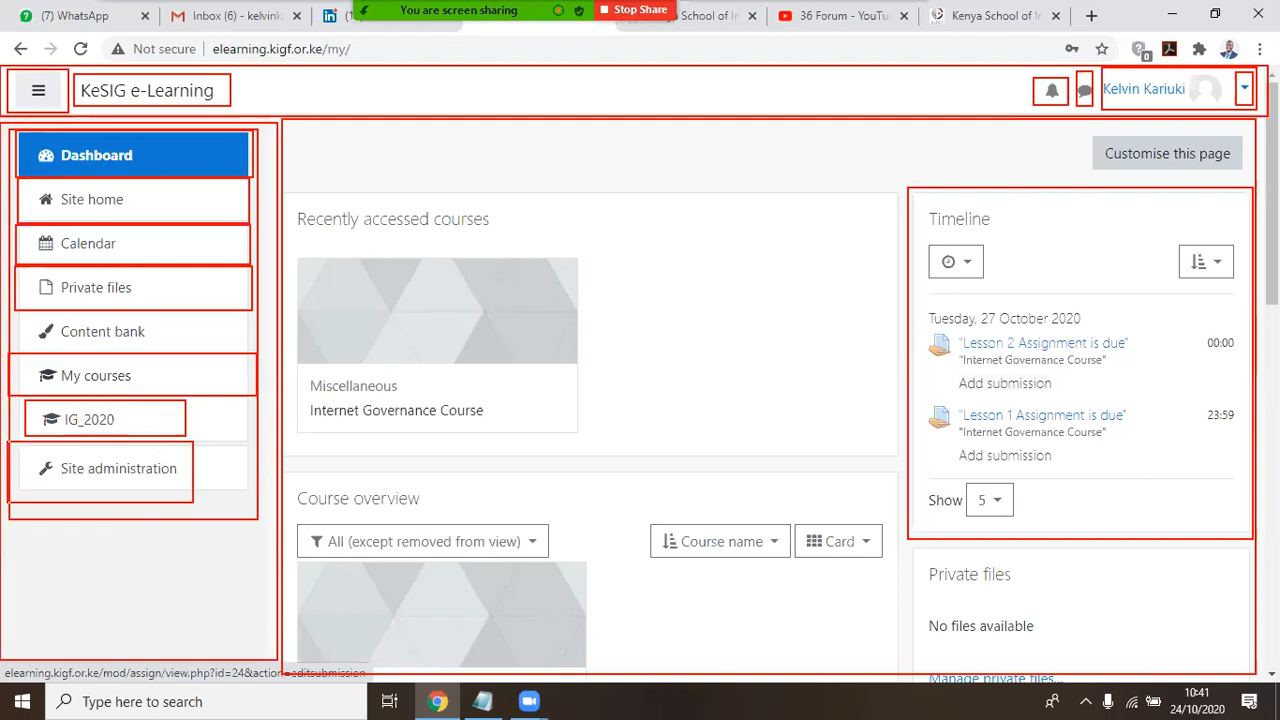 (7) WhatsApp
Inbox (6) - kelvink
You are screen sharing
Stop Share
School of I
36 Forum - YouTu
Kenya School of I
Not secure
elearning.kigf.or.ke/my/
0
KeSIG e-Learning
Kelvin Kariuki
Dashboard
Site home
Calendar
Private files
Content bank
My courses
IG_2020
Site administration
Customise this page
Recently accessed courses
Miscellaneous
Internet Governance Course
Course overview
All (except removed from view)
Course name
Card
Timeline
Tuesday, 27 October 2020
"Lesson 2 Assignment is due"
00:00
"Internet Governance Course"
Add submission
"Lesson 1 Assignment is due"
23:59
"Internet Governance Course"
Add submission
Show 5
Private files
No files available
Manage private files...
elearning.kigf.or.ke/mod/assign/view.php?id=24&action=editsubmission
Type here to search
10:41
24/10/2020